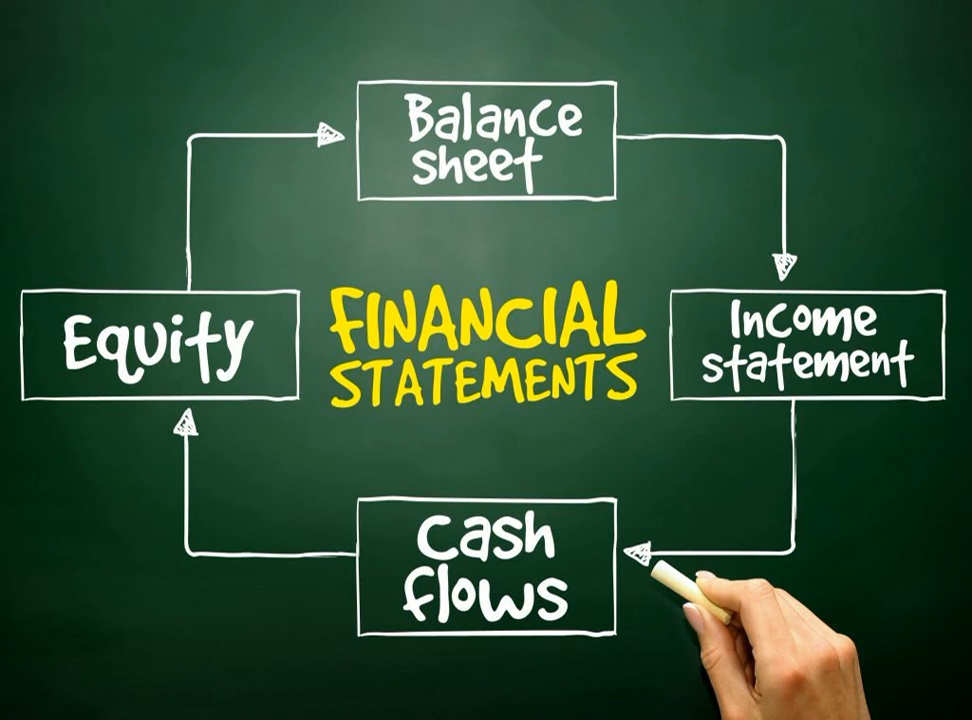 Balance
sheet
Equity
FINANCIAL
STATEMENTS
Income
statement
Cash
flows